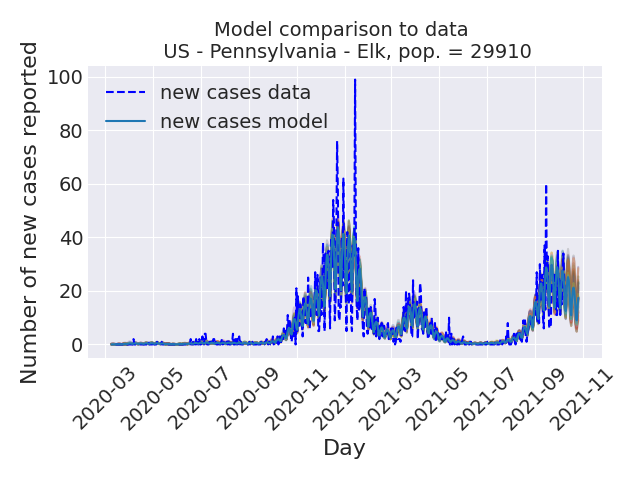 Model comparison to data
US - Pennsylvania - Elk, pop. = 29910
Number of new cases reported
100
80
60
40
20
0
new cases data
new cases model
2020-03
2020-05
2020-07
2020-09
2020-11
2021-01
2021-03
2021-05
2021-07
2021-09
2021-11
Day